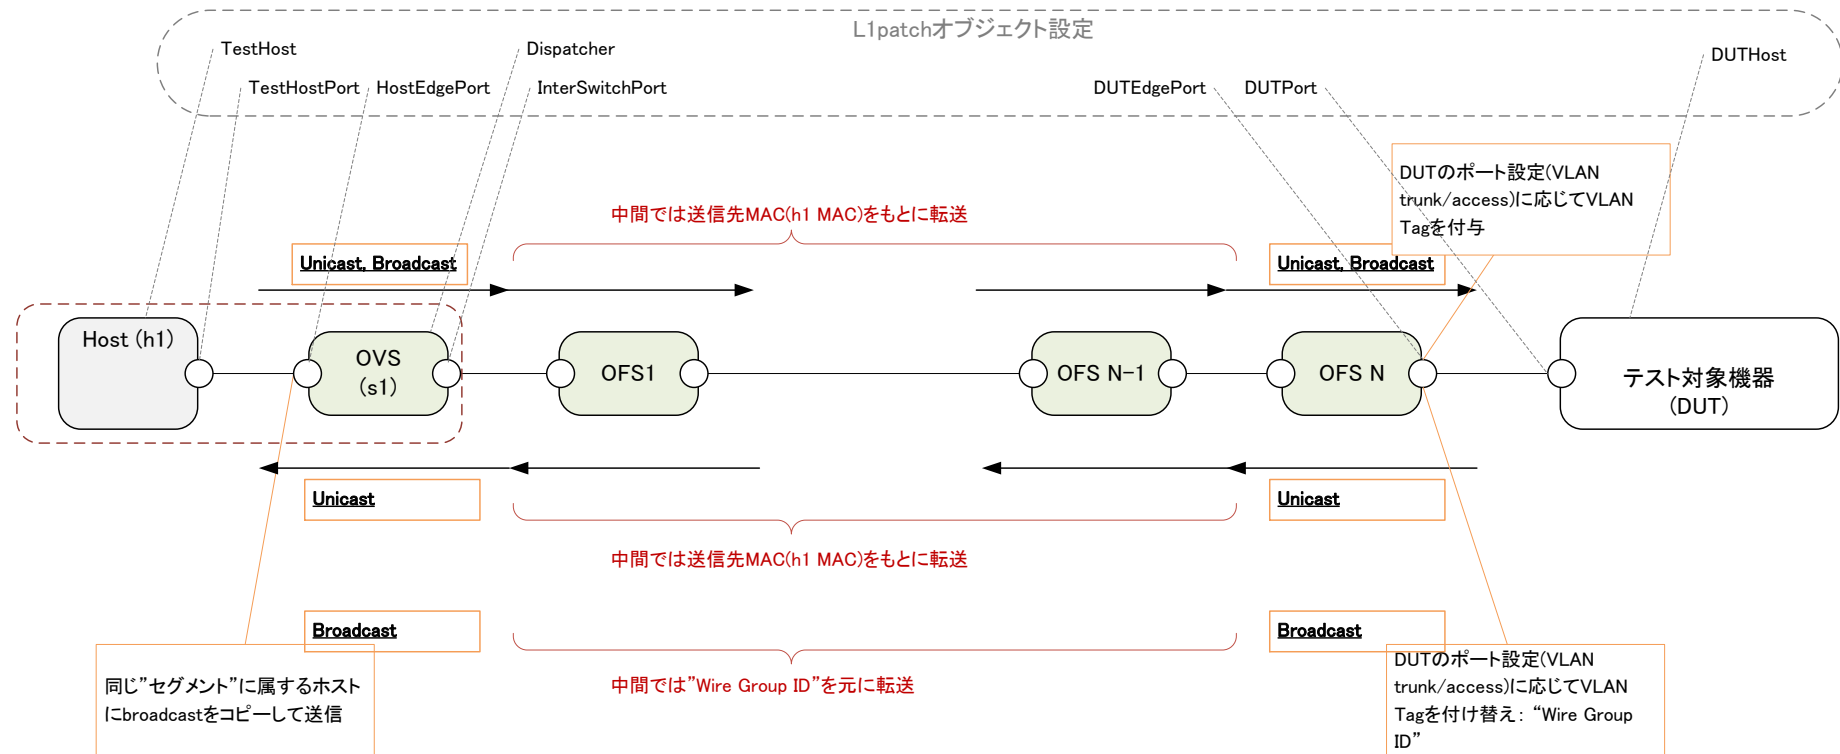 L1patchオブジェクト設定
TestHost
Dispatcher
DUTHost
TestHostPort
HostEdgePort
InterSwitchPort
DUTEdgePort
DUTPort
DUTのポート設定(VLAN
trunk/access)に応じてVLAN
Tagを付与
中間では送信先MAC(h1 MAC)をもとに転送
Unicast, Broadcast
Unicast, Broadcast
Host (h1)
OVS
(s1)
OFS1
OFS N-1
OFS N
テスト対象機器
(DUT)
Unicast
Unicast
中間では送信先MAC(h1 MAC)をもとに転送
Broadcast
Broadcast
中間では”Wire Group ID”を元に転送
同じ”セグメント”に属するホスト
にbroadcastをコピーして送信
DUTのポート設定(VLAN
trunk/access)に応じてVLAN
Tagを付け替え: “Wire Group
ID”